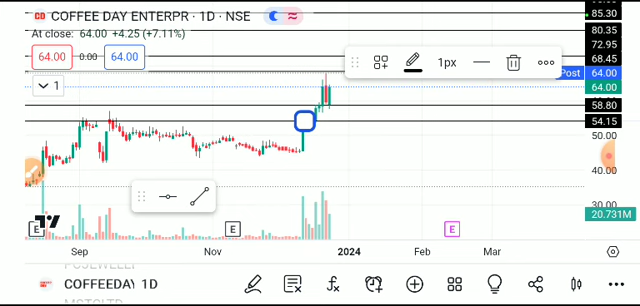 COFFEE DAY ENTERPR · 1D · NSE
At close: 64.00 +4.25 (+7.11%)
64.00 0.00 64.00
1
1px
85.30
80.35
72.95
68.45
Post 64.00
64.00
58.80
54.15
50.00
40.00
30.00
20.731M
E E E
Sep Nov 2024 Feb Mar
COFFEEDAY 1D